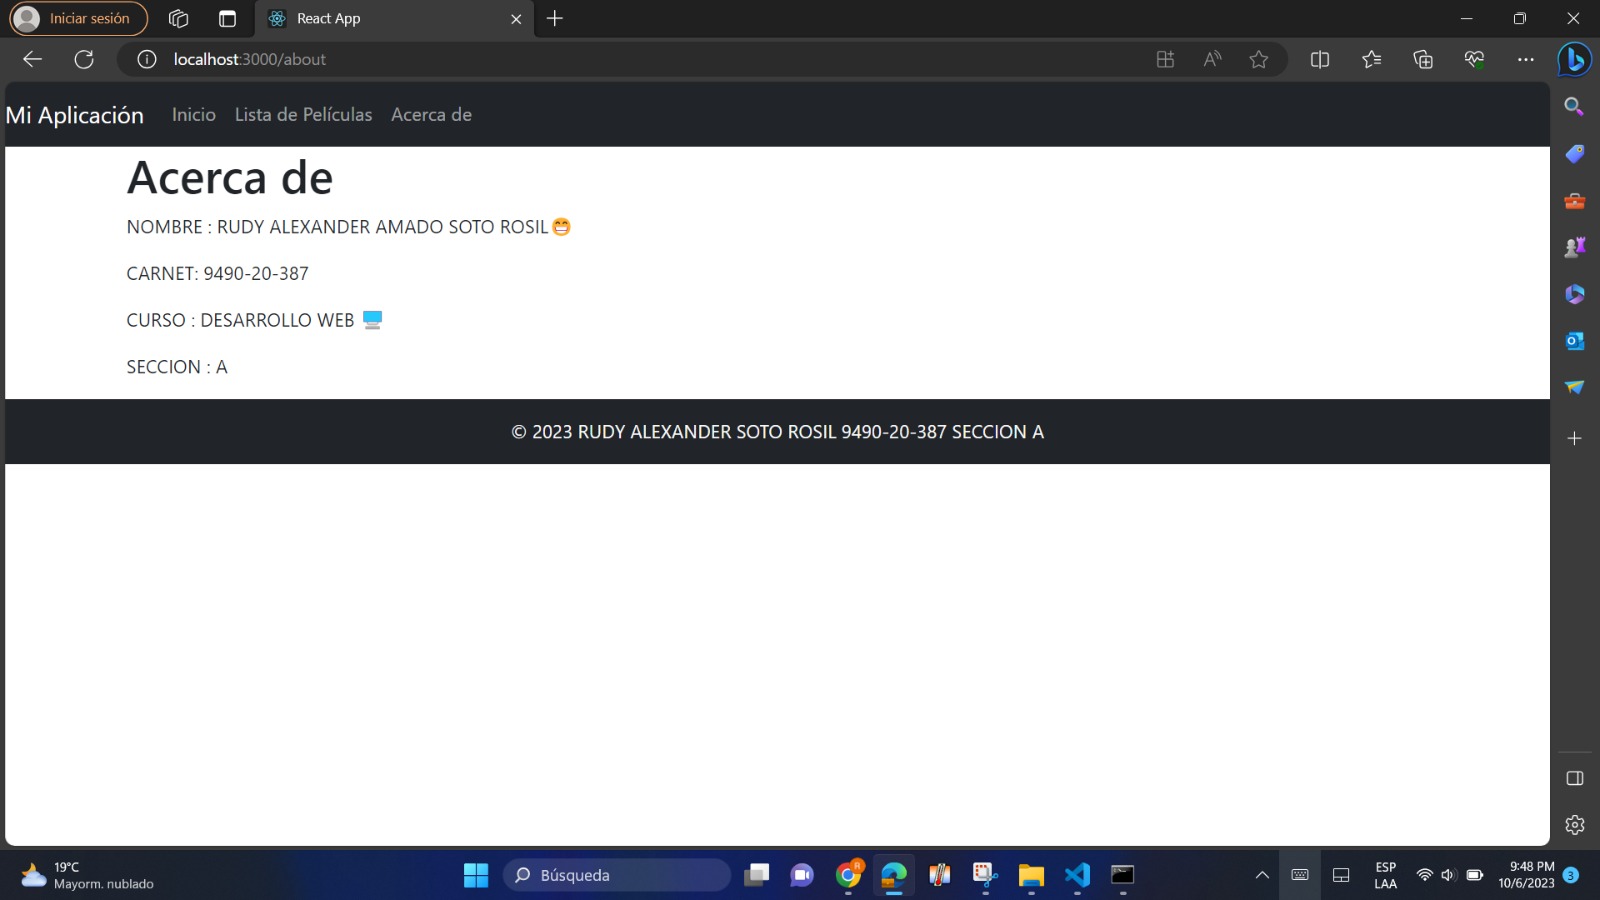 Iniciar sesión
React App
localhost:3000/about
Mi Aplicación Inicio Lista de Películas Acerca de
Acerca de
NOMBRE : RUDY ALEXANDER AMADO SOTO ROSIL😁
CARNET: 9490-20-387
CURSO : DESARROLLO WEB 🖥️
SECCION : A
© 2023 RUDY ALEXANDER SOTO ROSIL 9490-20-387 SECCION A
19°C
Mayorm. nublado
Búsqueda
ESP
LAA
9:48 PM
10/6/2023
3